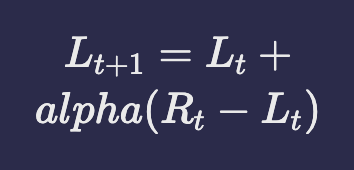 L_{t+1} = L_t +
alpha(R_t − L_t)